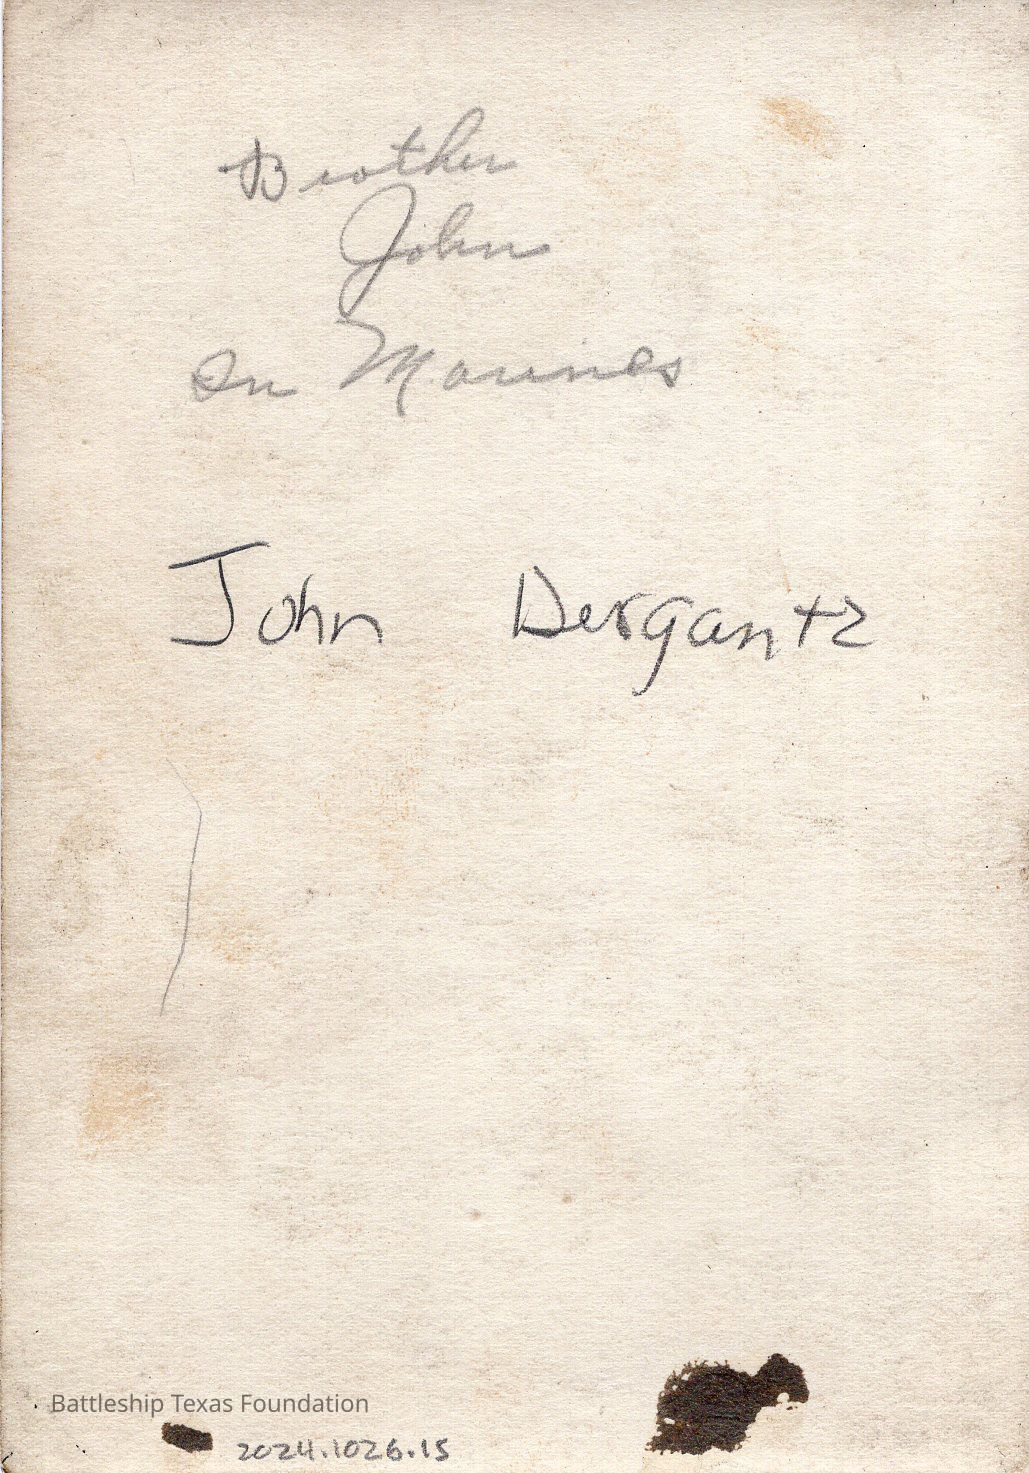 Brother
John
In Marines
John Dergantz
Battleship Texas Foundation
2024.1026.15